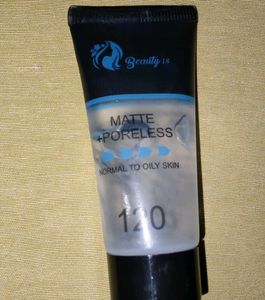 Beauty 18
MATTE
+PORELESS
NORMAL TO OILY SKIN
120